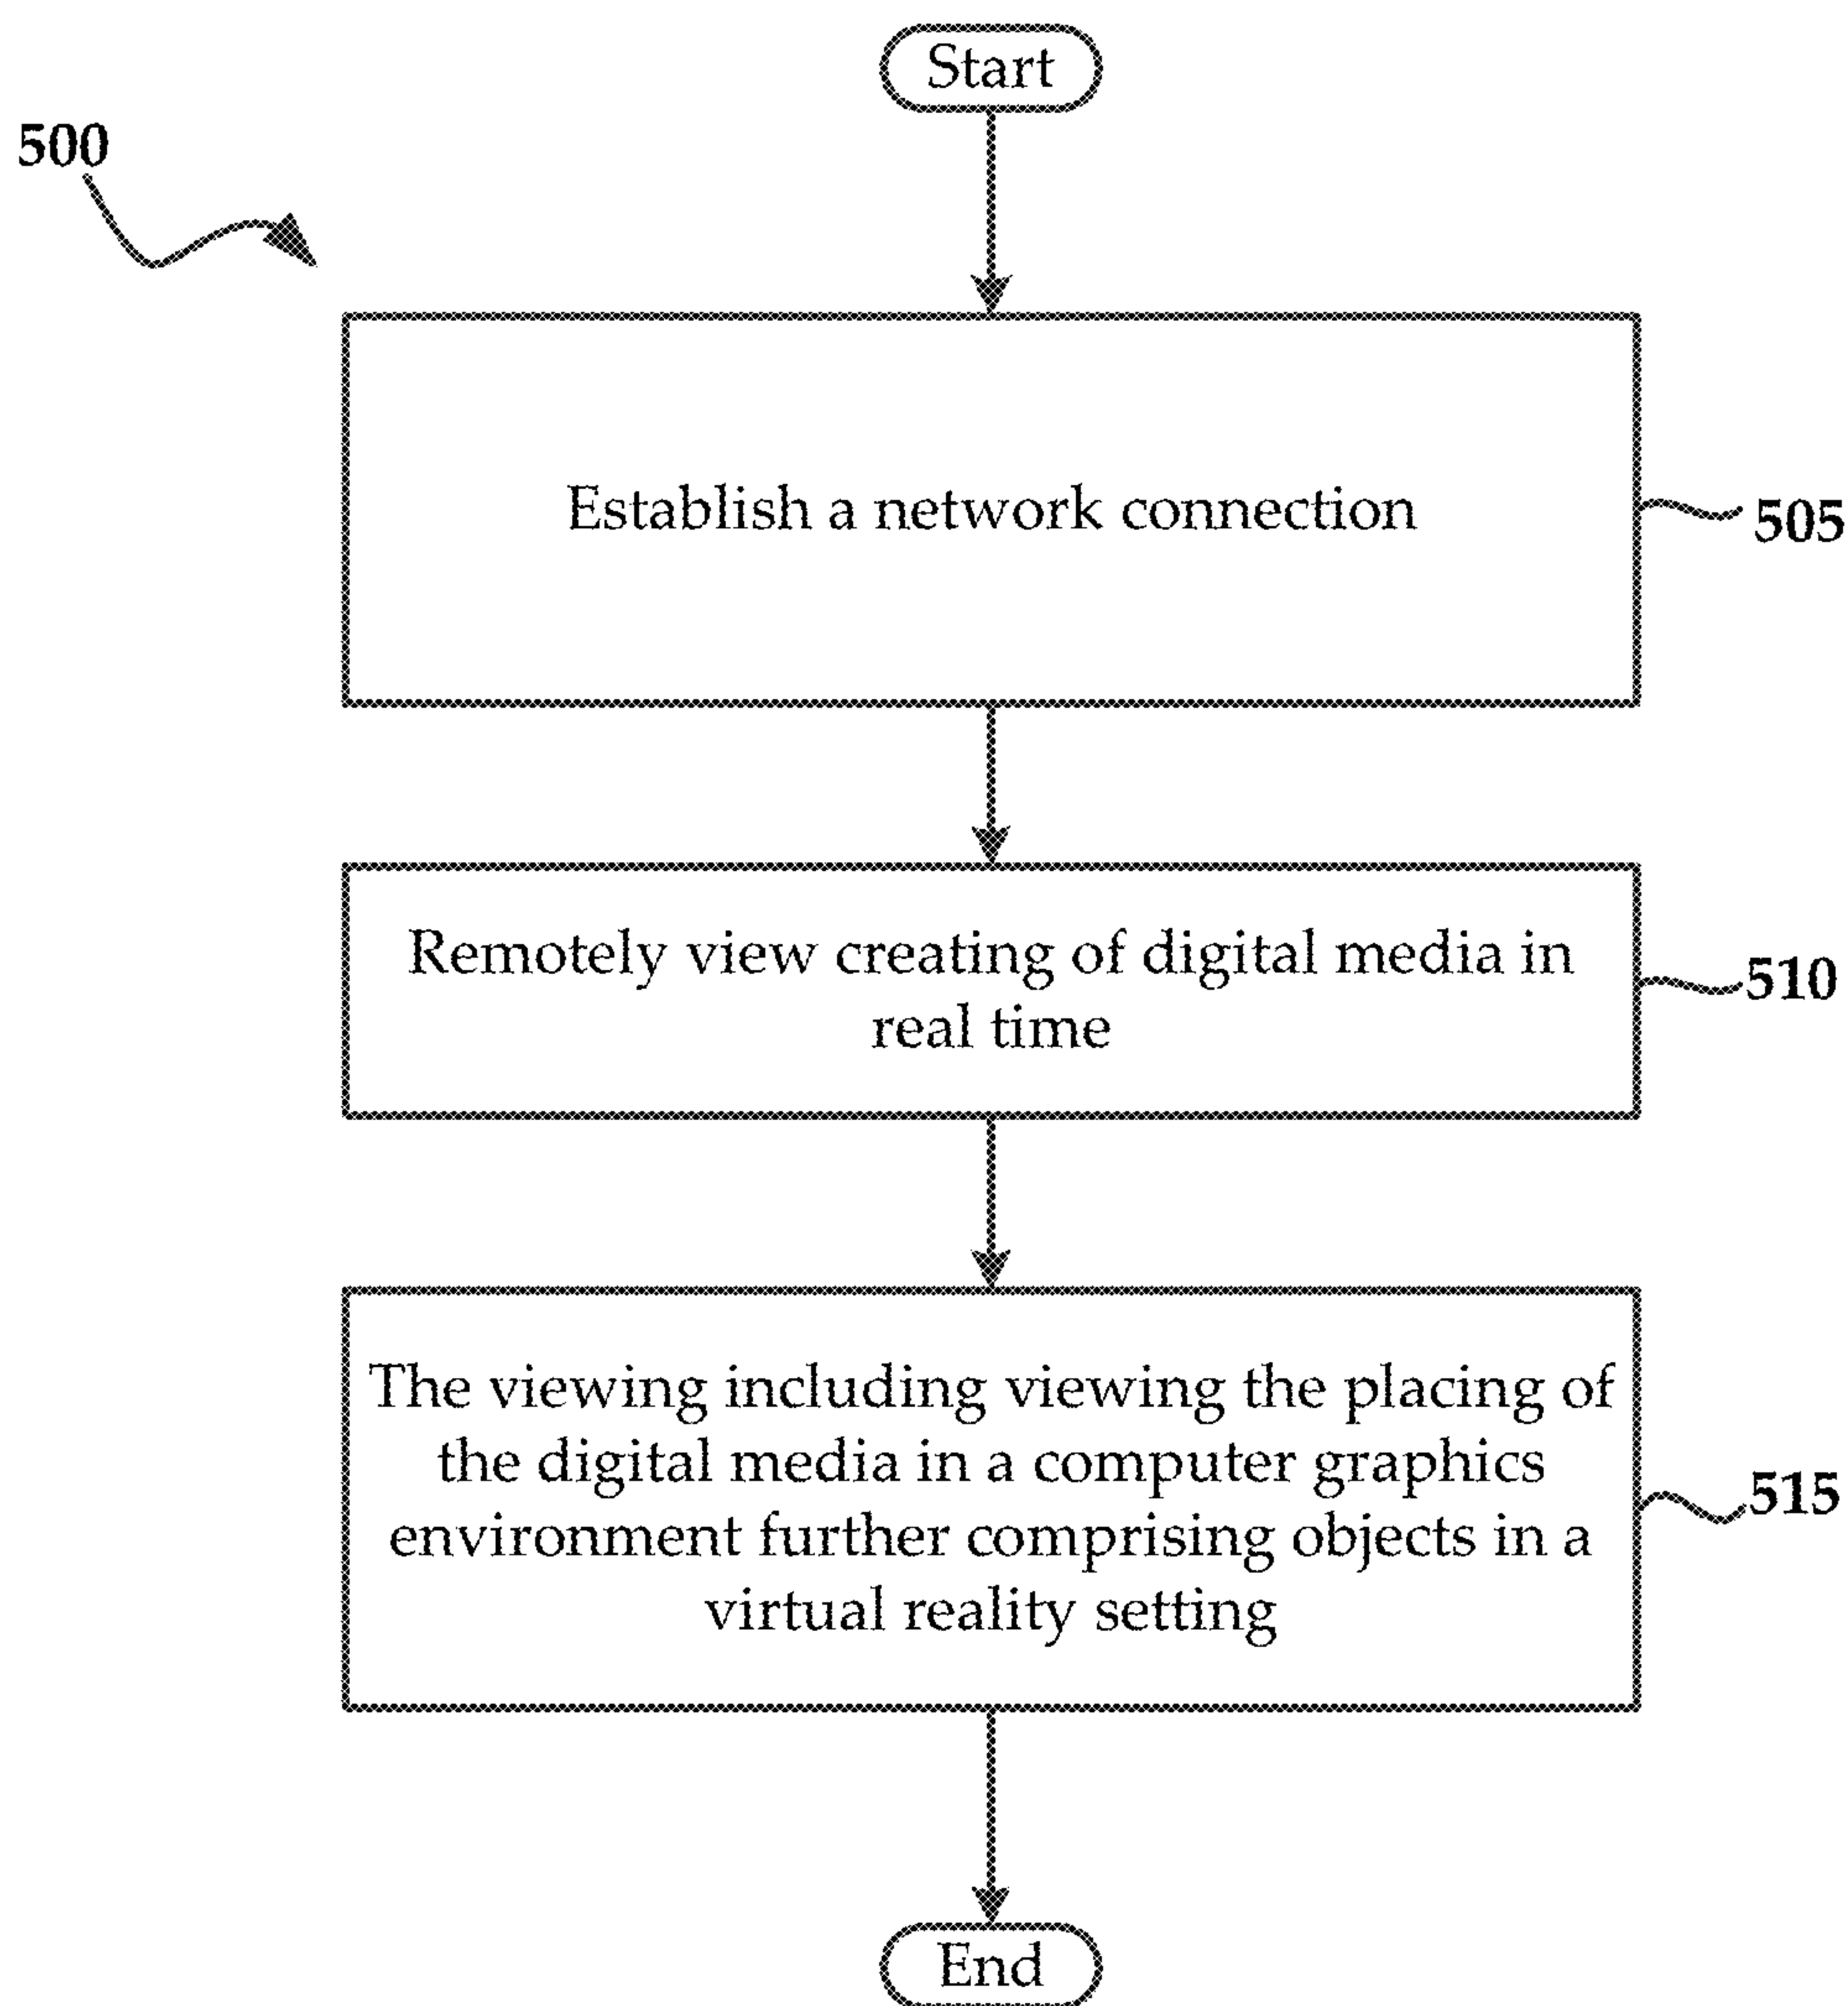 Start
500
Establish a network connection
505
Remotely view creating of digital media in
real time
510
The viewing including viewing the placing of
the digital media in a computer graphics
environment further comprising objects in a
virtual reality setting
515
End